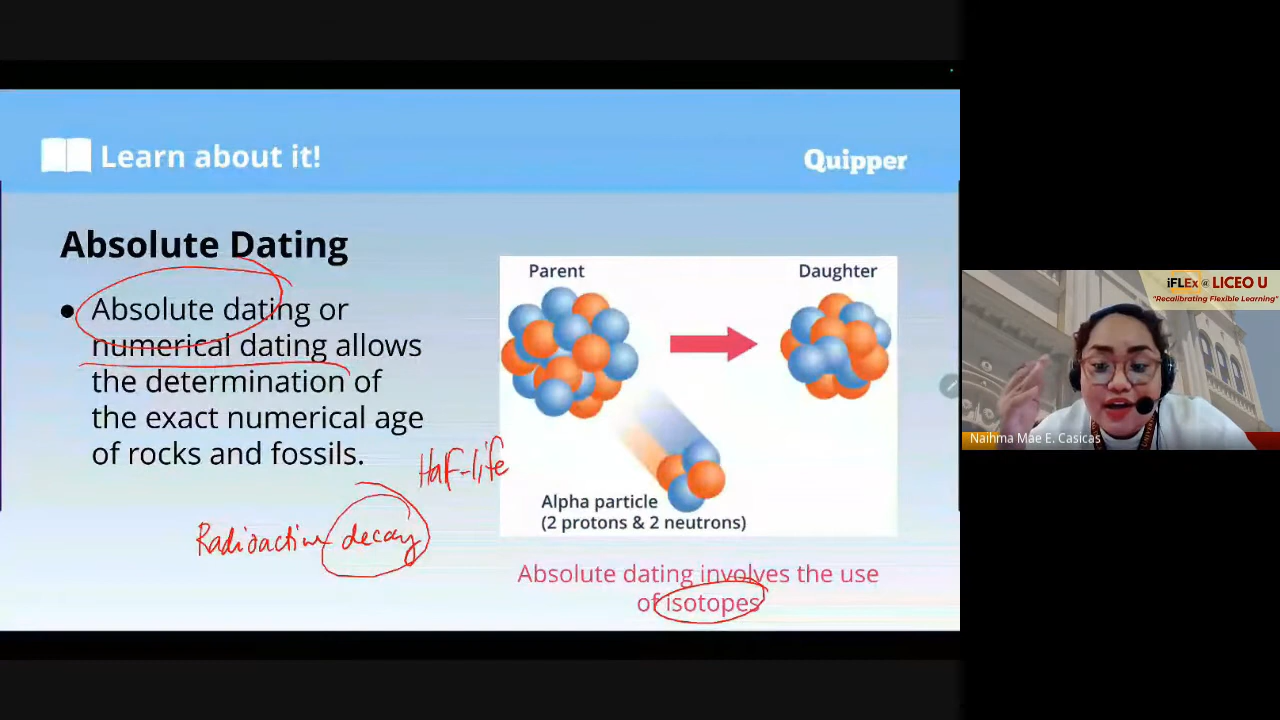 Learn about it!
Quipper
Absolute Dating
● Absolute dating or
numerical dating allows
the determination of
the exact numerical age
of rocks and fossils.
Haf-life
Radioactive decay
Parent
Daughter
Alpha particle
(2 protons & 2 neutrons)
Absolute dating involves the use
of isotopes
iFLEx @ LICEO U
"Recalibrating Flexible Learning"
Naihma Mae E. Casicas